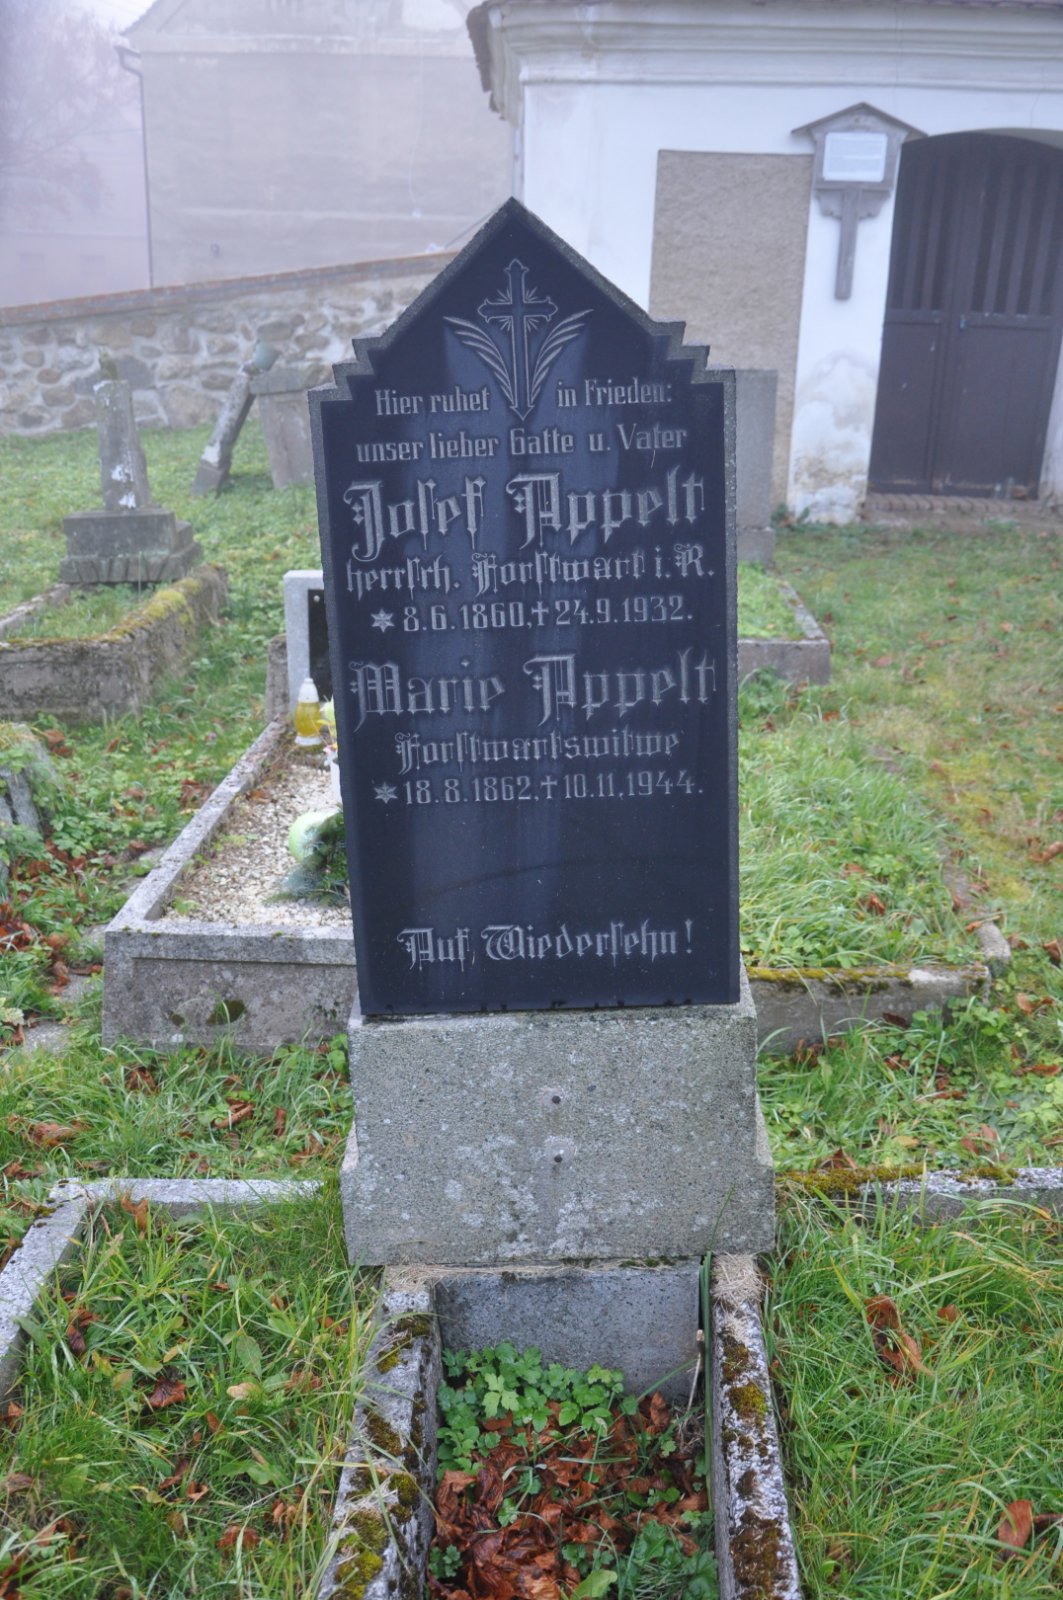 Hier ruhet in Frieden:
unser lieber Gatte u. Vater
Josef Appelt
herrsch. Forstwart i. R.
* 8.6.1860, † 24.9.1932.
Marie Appelt
Forstwartswitwe
* 18.8.1862, † 10.11.1944.
Auf Wiedersehn!